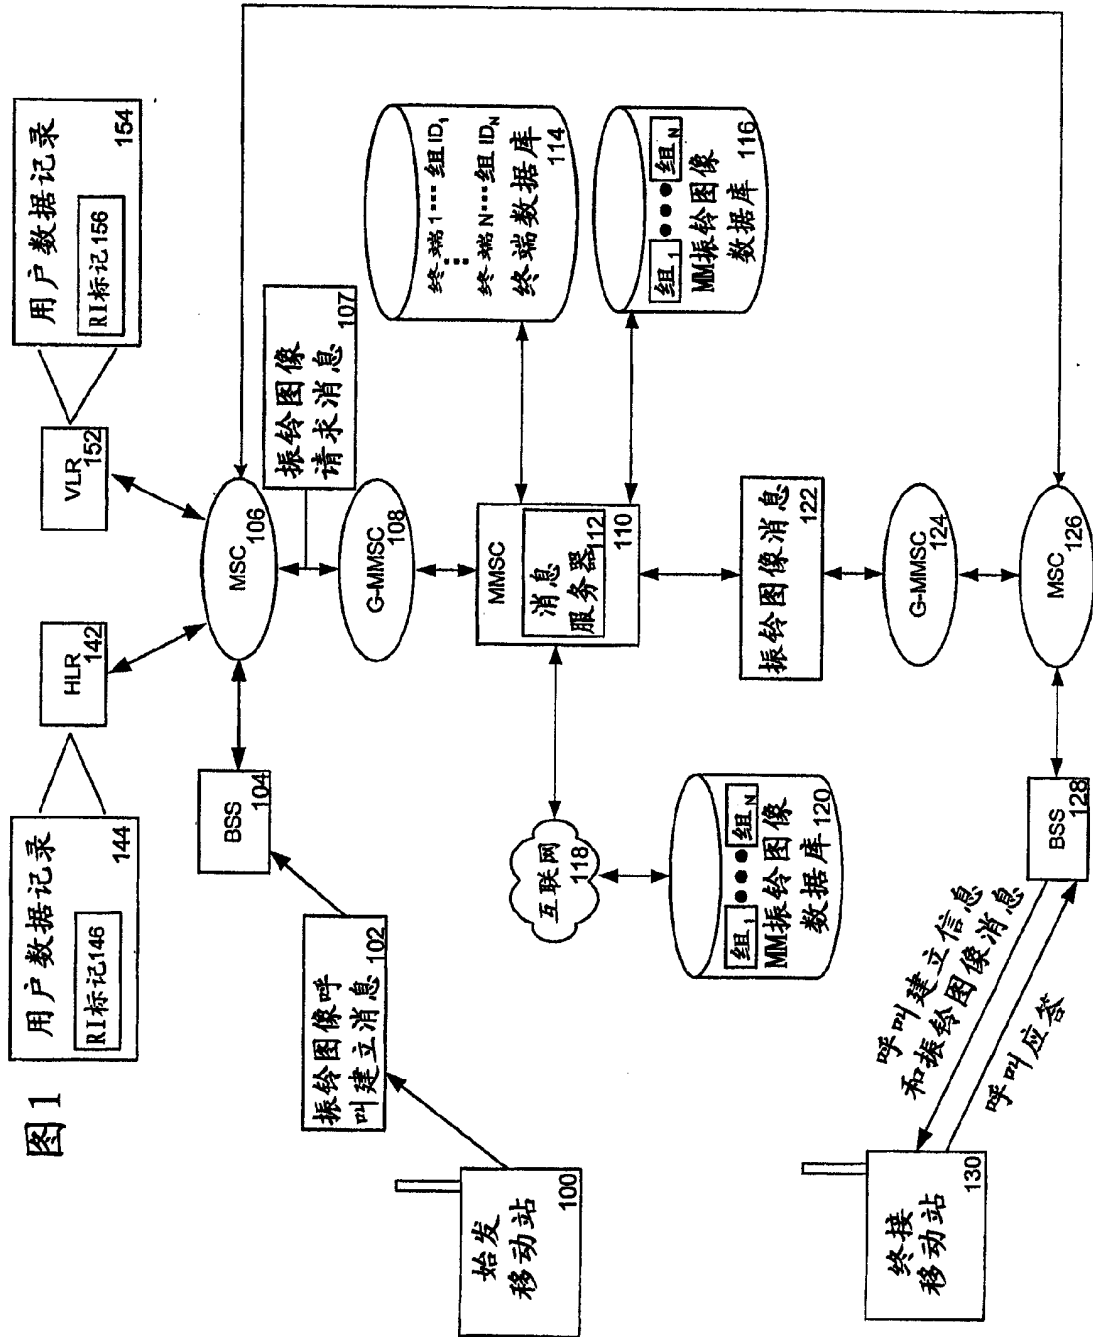 图1
用户数据记录
RI标记146
144
用户数据记录
RI标记156
154
HLR
142
VLR
152
BSS
104
MSC
106
振铃图像呼
叫建立消息
102
振铃图像
请求消息
107
G-MMSC
108
始发
移动站
100
MMSC
消息
服务器
112
110
终端1···组ID₁
⋮
终端N···组ID_N
终端数据库
114
组₁●●●组_N
MM振铃图像
数据库
116
互联网
118
组₁●●●组_N
MM振铃图像
数据库
120
振铃图像消息
122
G-MMSC
124
MSC
126
BSS
128
呼叫建立信息
和振铃图像消息
呼叫应答
终接
移动站
130